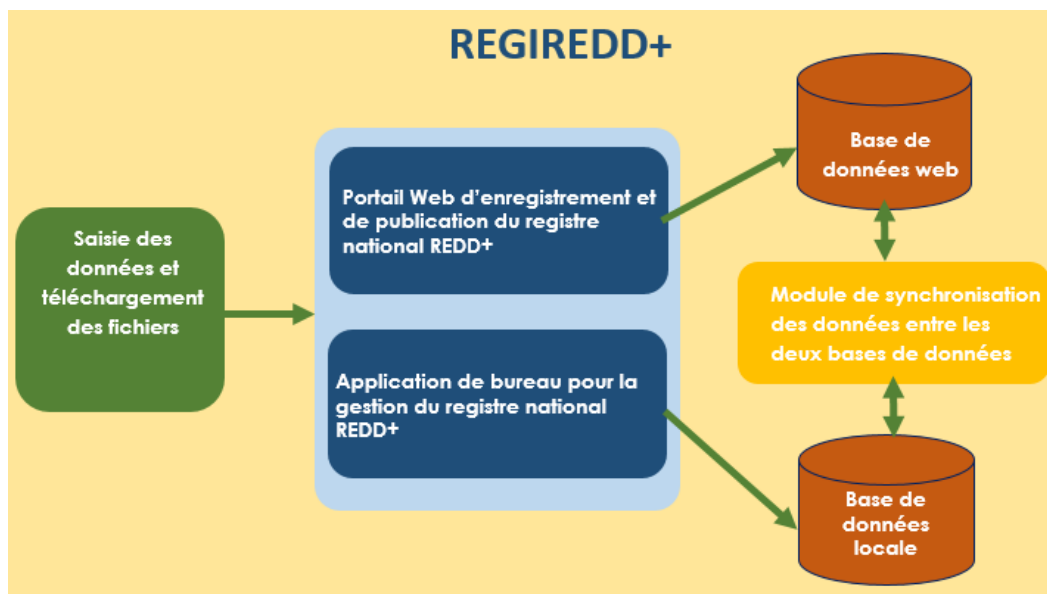 REGIREDD+
Saisie des
données et
téléchargement
des fichiers
Portail Web d'enregistrement et
de publication du registre
national REDD+
Application de bureau pour la
gestion du registre national
REDD+
Base de
données web
Module de synchronisation
des données entre les
deux bases de données
Base de
données
locale